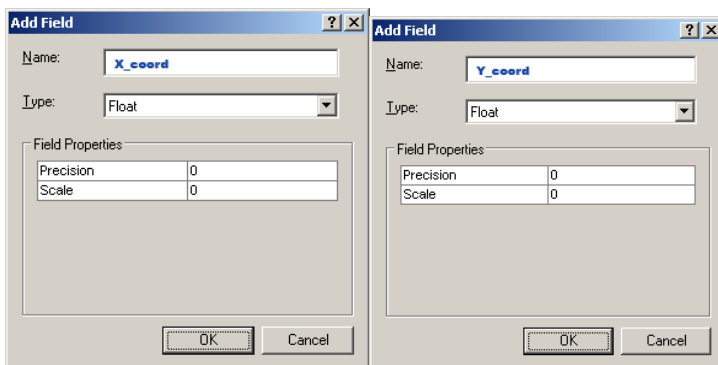 Add Field
Name: X_coord
Type: Float
Field Properties
Precision 0
Scale 0
OK Cancel
Add Field
Name: Y_coord
Type: Float
Field Properties
Precision 0
Scale 0
OK Cancel